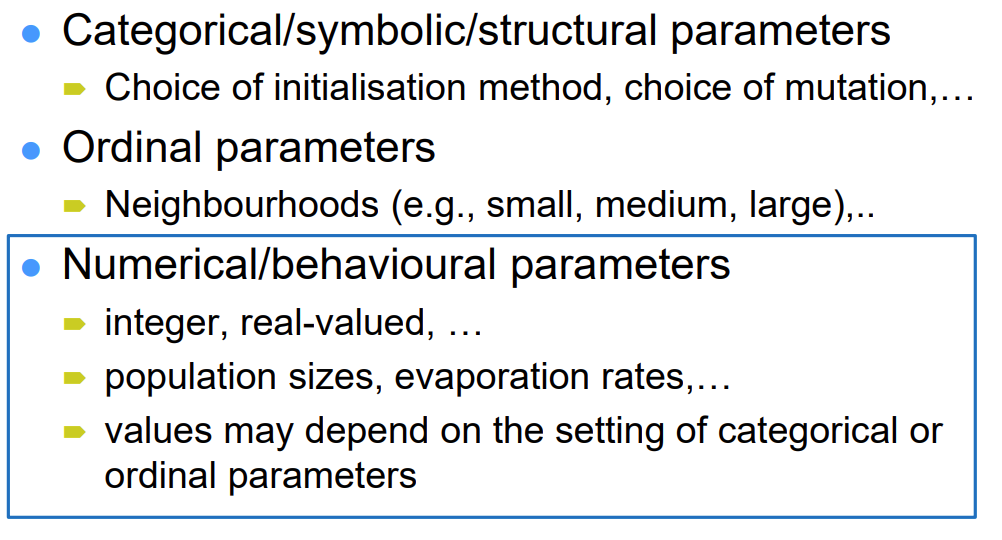 Categorical/symbolic/structural parameters
Choice of initialisation method, choice of mutation,…
Ordinal parameters
Neighbourhoods (e.g., small, medium, large),..
Numerical/behavioural parameters
integer, real-valued, …
population sizes, evaporation rates,…
values may depend on the setting of categorical or
ordinal parameters